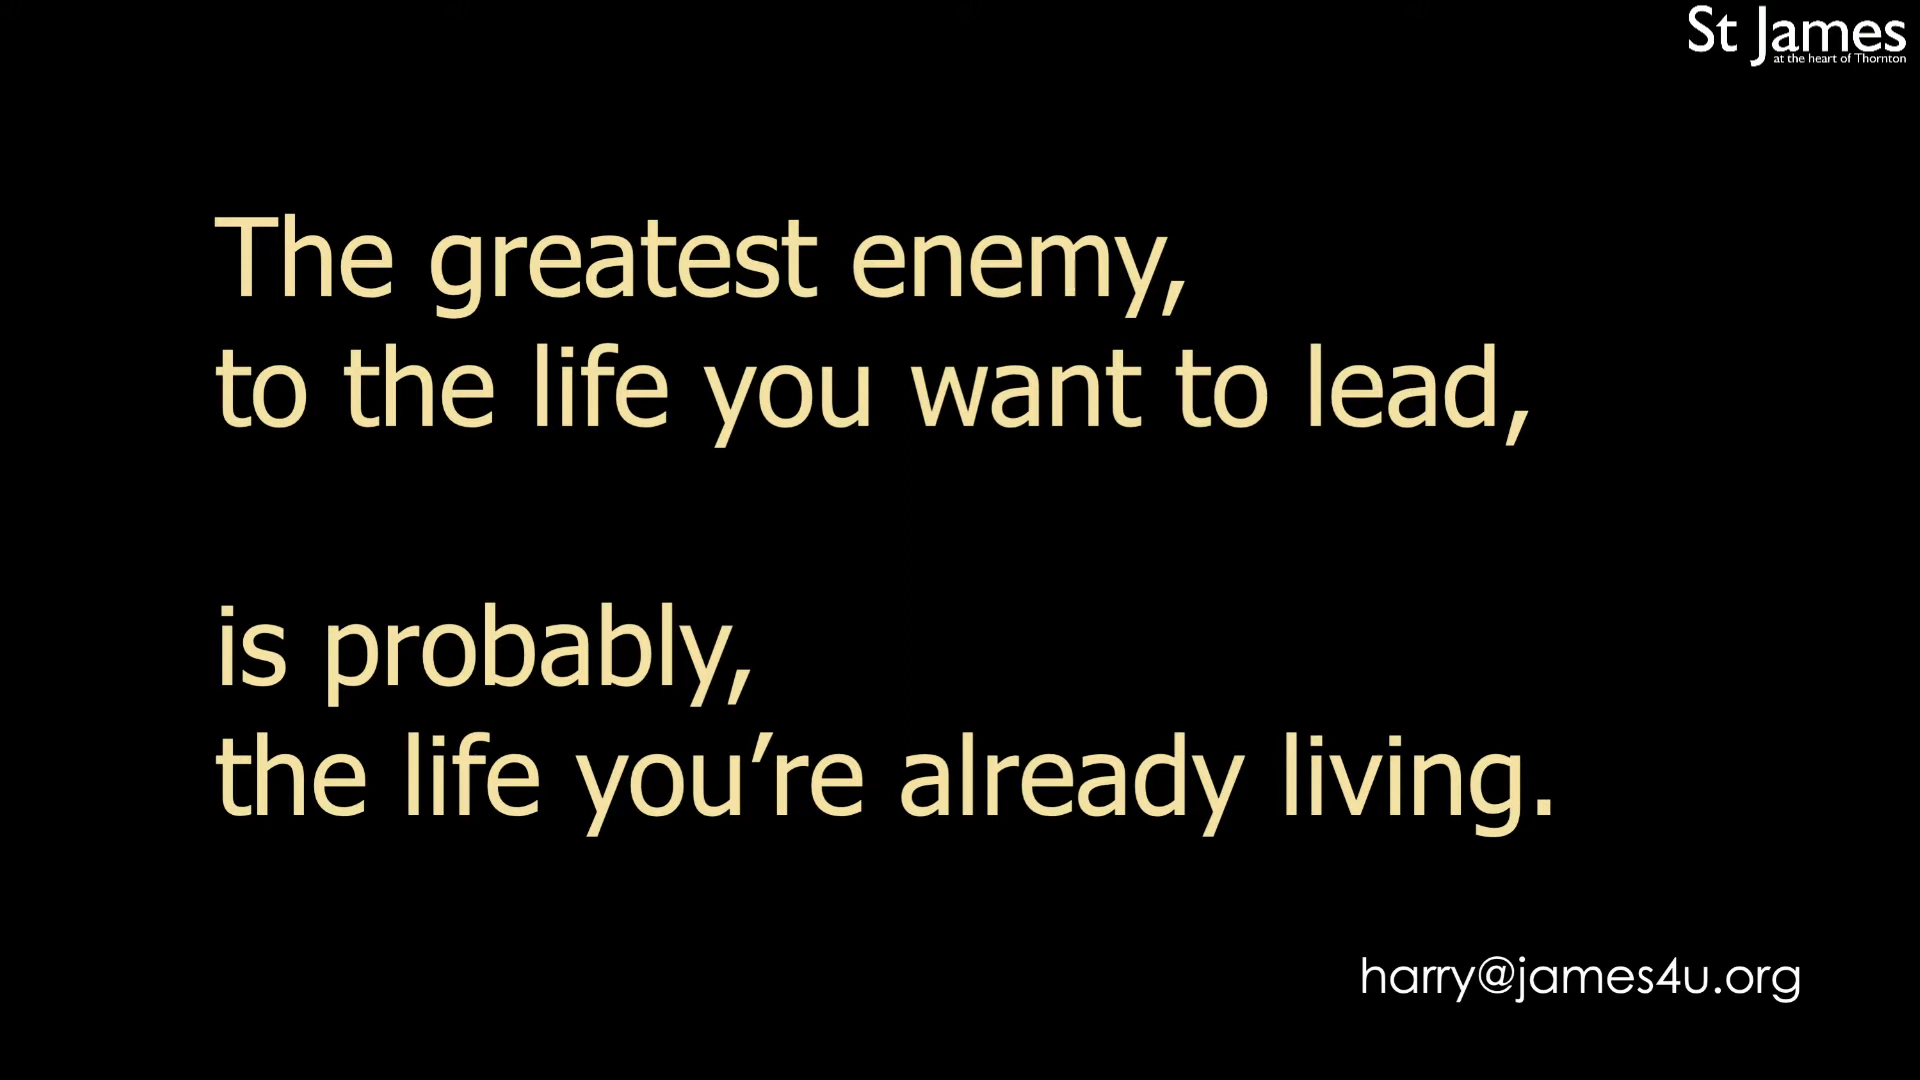 St James
at the heart of Thornton
The greatest enemy,
to the life you want to lead,
is probably,
the life you’re already living.
harry@james4u.org